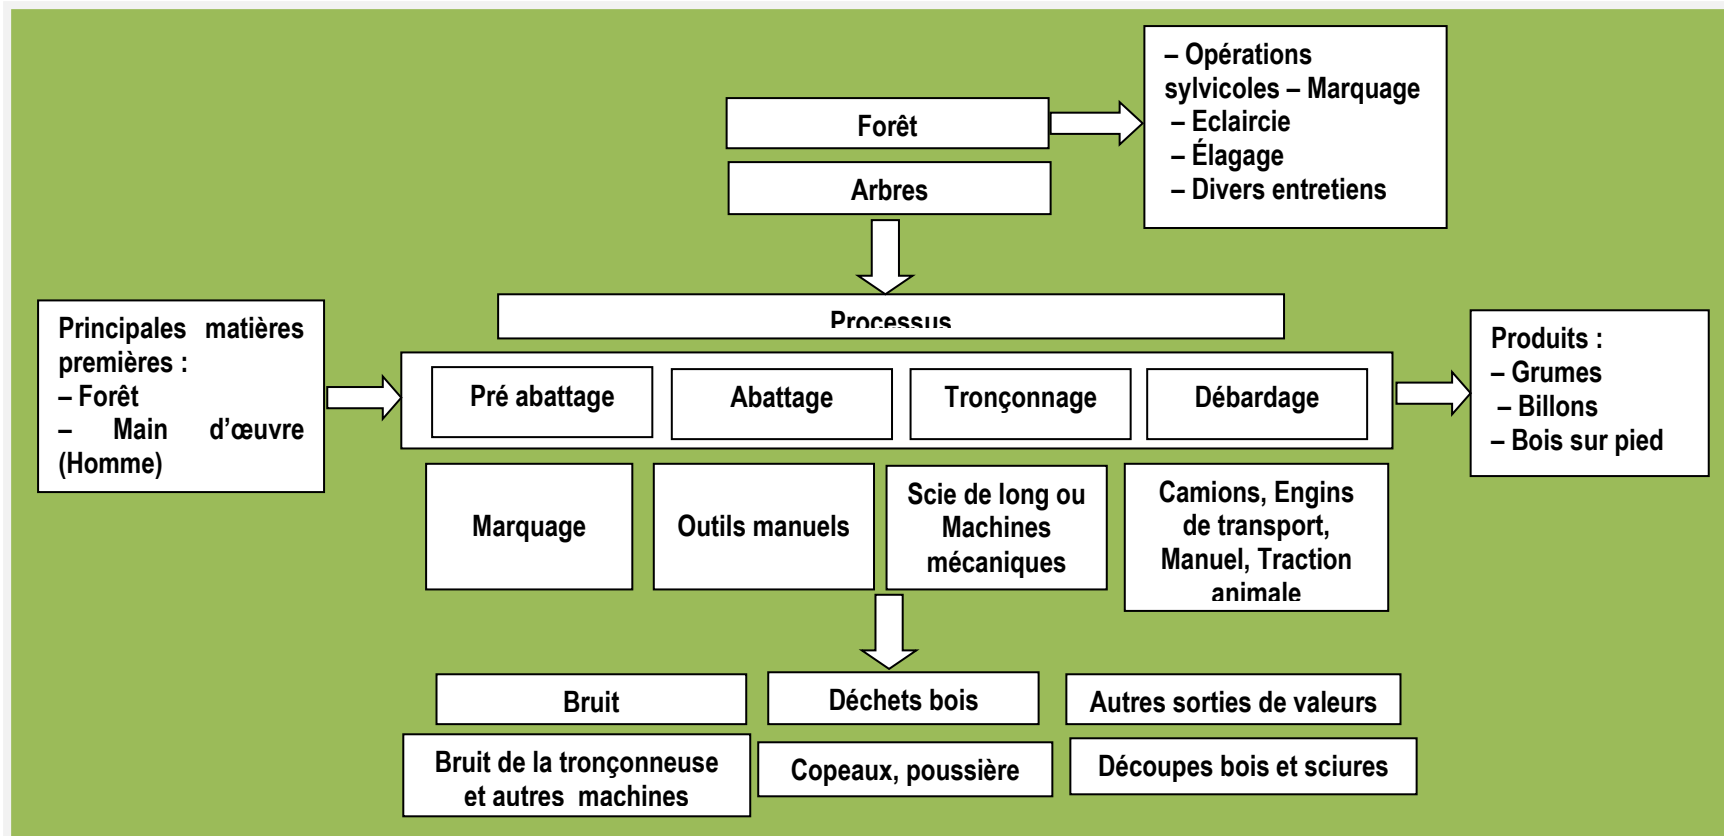 – Opérations
sylvicoles – Marquage
– Eclaircie
– Élagage
– Divers entretiens
Forêt
Arbres
Processus
Principales matières
premières :
– Forêt
– Main d’œuvre
(Homme)
Pré abattage
Abattage
Tronçonnage
Débardage
Produits :
– Grumes
– Billons
– Bois sur pied
Marquage
Outils manuels
Scie de long ou
Machines
mécaniques
Camions, Engins
de transport,
Manuel, Traction
animale
Bruit
Déchets bois
Autres sorties de valeurs
Bruit de la tronçonneuse
et autres machines
Copeaux, poussière
Découpes bois et sciures